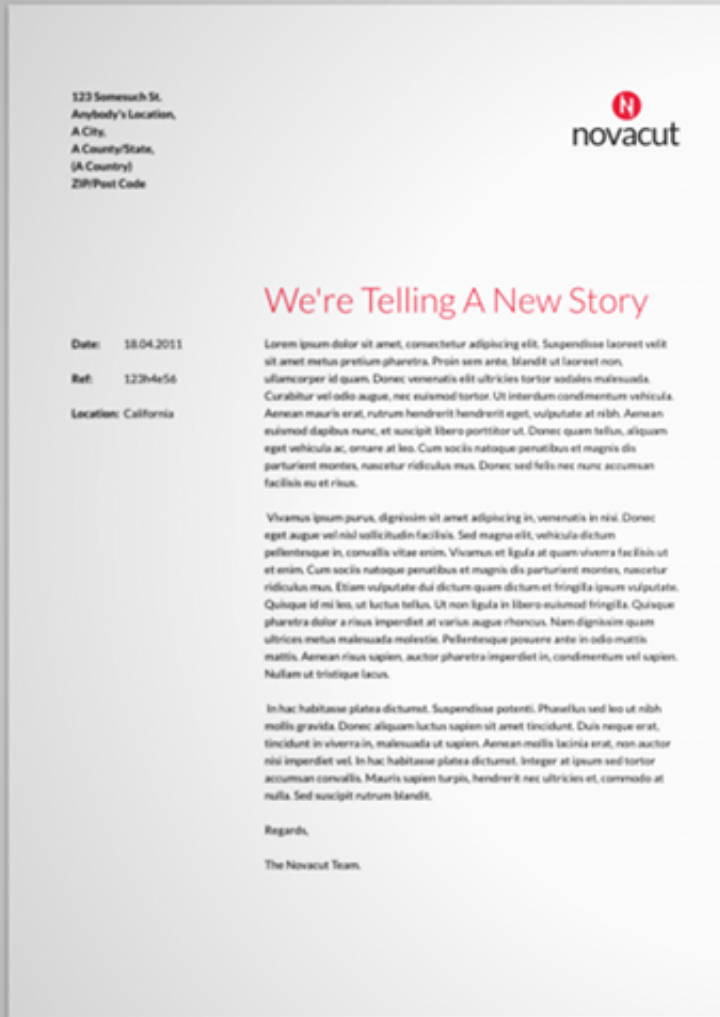 123 Somesuch St.
Anybody's Location,
A City,
A County/State,
(A Country)
ZIP/Post Code
novacut
We're Telling A New Story
Date: 18.04.2011
Ref: 123h4e56
Location: California
Lorem ipsum dolor sit amet, consectetur adipiscing elit. Suspendisse laoreet velit
sit amet metus pretium pharetra. Proin sem ante, blandit ut laoreet non,
ullamcorper id quam. Donec venenatis elit ultricies tortor sodales malesuada.
Curabitur vel odio augue, nec euismod tortor. Ut interdum condimentum vehicula.
Aenean mauris erat, rutrum hendrerit hendrerit eget, vulputate at nibh. Aenean
euismod dapibus nunc, et suscipit libero porttitor ut. Donec quam tellus, aliquam
eget vehicula ac, ornare at leo. Cum sociis natoque penatibus et magnis dis
parturient montes, nascetur ridiculus mus. Donec sed felis nec nunc accumsan
facilisis eu et risus.
Vivamus ipsum purus, dignissim sit amet adipiscing in, venenatis in nisi. Donec
eget augue vel nisl sollicitudin facilisis. Sed magna elit, vehicula dictum
pellentesque in, convallis vitae enim. Vivamus et ligula at quam viverra facilisis ut
et enim. Cum sociis natoque penatibus et magnis dis parturient montes, nascetur
ridiculus mus. Etiam vulputate dui dictum quam dictum et fringilla ipsum vulputate.
Quisque id mi leo, ut luctus tellus. Ut non ligula in libero euismod fringilla. Quisque
pharetra dolor a risus imperdiet at varius augue rhoncus. Nam dignissim quam
ultrices metus malesuada molestie. Pellentesque posuere ante in odio mattis
mattis. Aenean risus sapien, auctor pharetra imperdiet in, condimentum vel sapien.
Nullam ut tristique lacus.
In hac habitasse platea dictumst. Suspendisse potenti. Phasellus sed leo ut nibh
mollis gravida. Donec aliquam luctus sapien sit amet tincidunt. Duis neque erat,
tincidunt in viverra in, malesuada ut sapien. Aenean mollis lacinia erat, non auctor
nisi imperdiet vel. In hac habitasse platea dictumst. Integer at ipsum sed tortor
accumsan convallis. Mauris sapien turpis, hendrerit nec ultricies et, commodo at
nulla. Sed suscipit rutrum blandit.
Regards,
The Novacut Team.